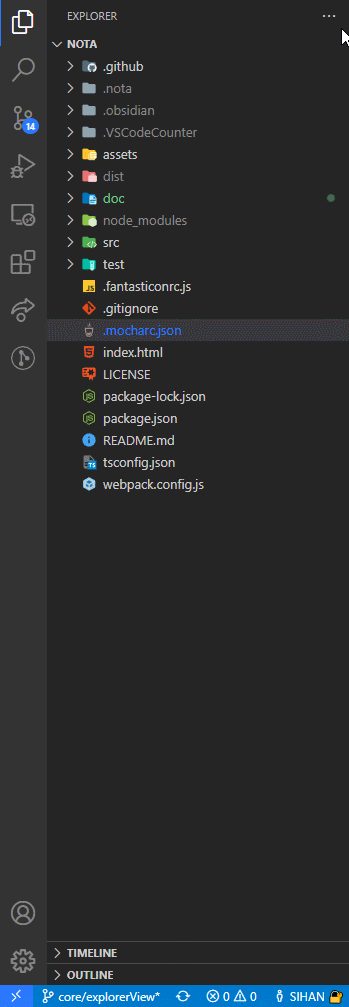 EXPLORER
NOTA
.github
.nota
.obsidian
.VSCodeCounter
assets
dist
doc
node_modules
src
test
.fantasticonrc.js
.gitignore
.mocharc.json
index.html
LICENSE
package-lock.json
package.json
README.md
tsconfig.json
webpack.config.js
14
TIMELINE
OUTLINE
core/explorerView* 0 0 SIHAN